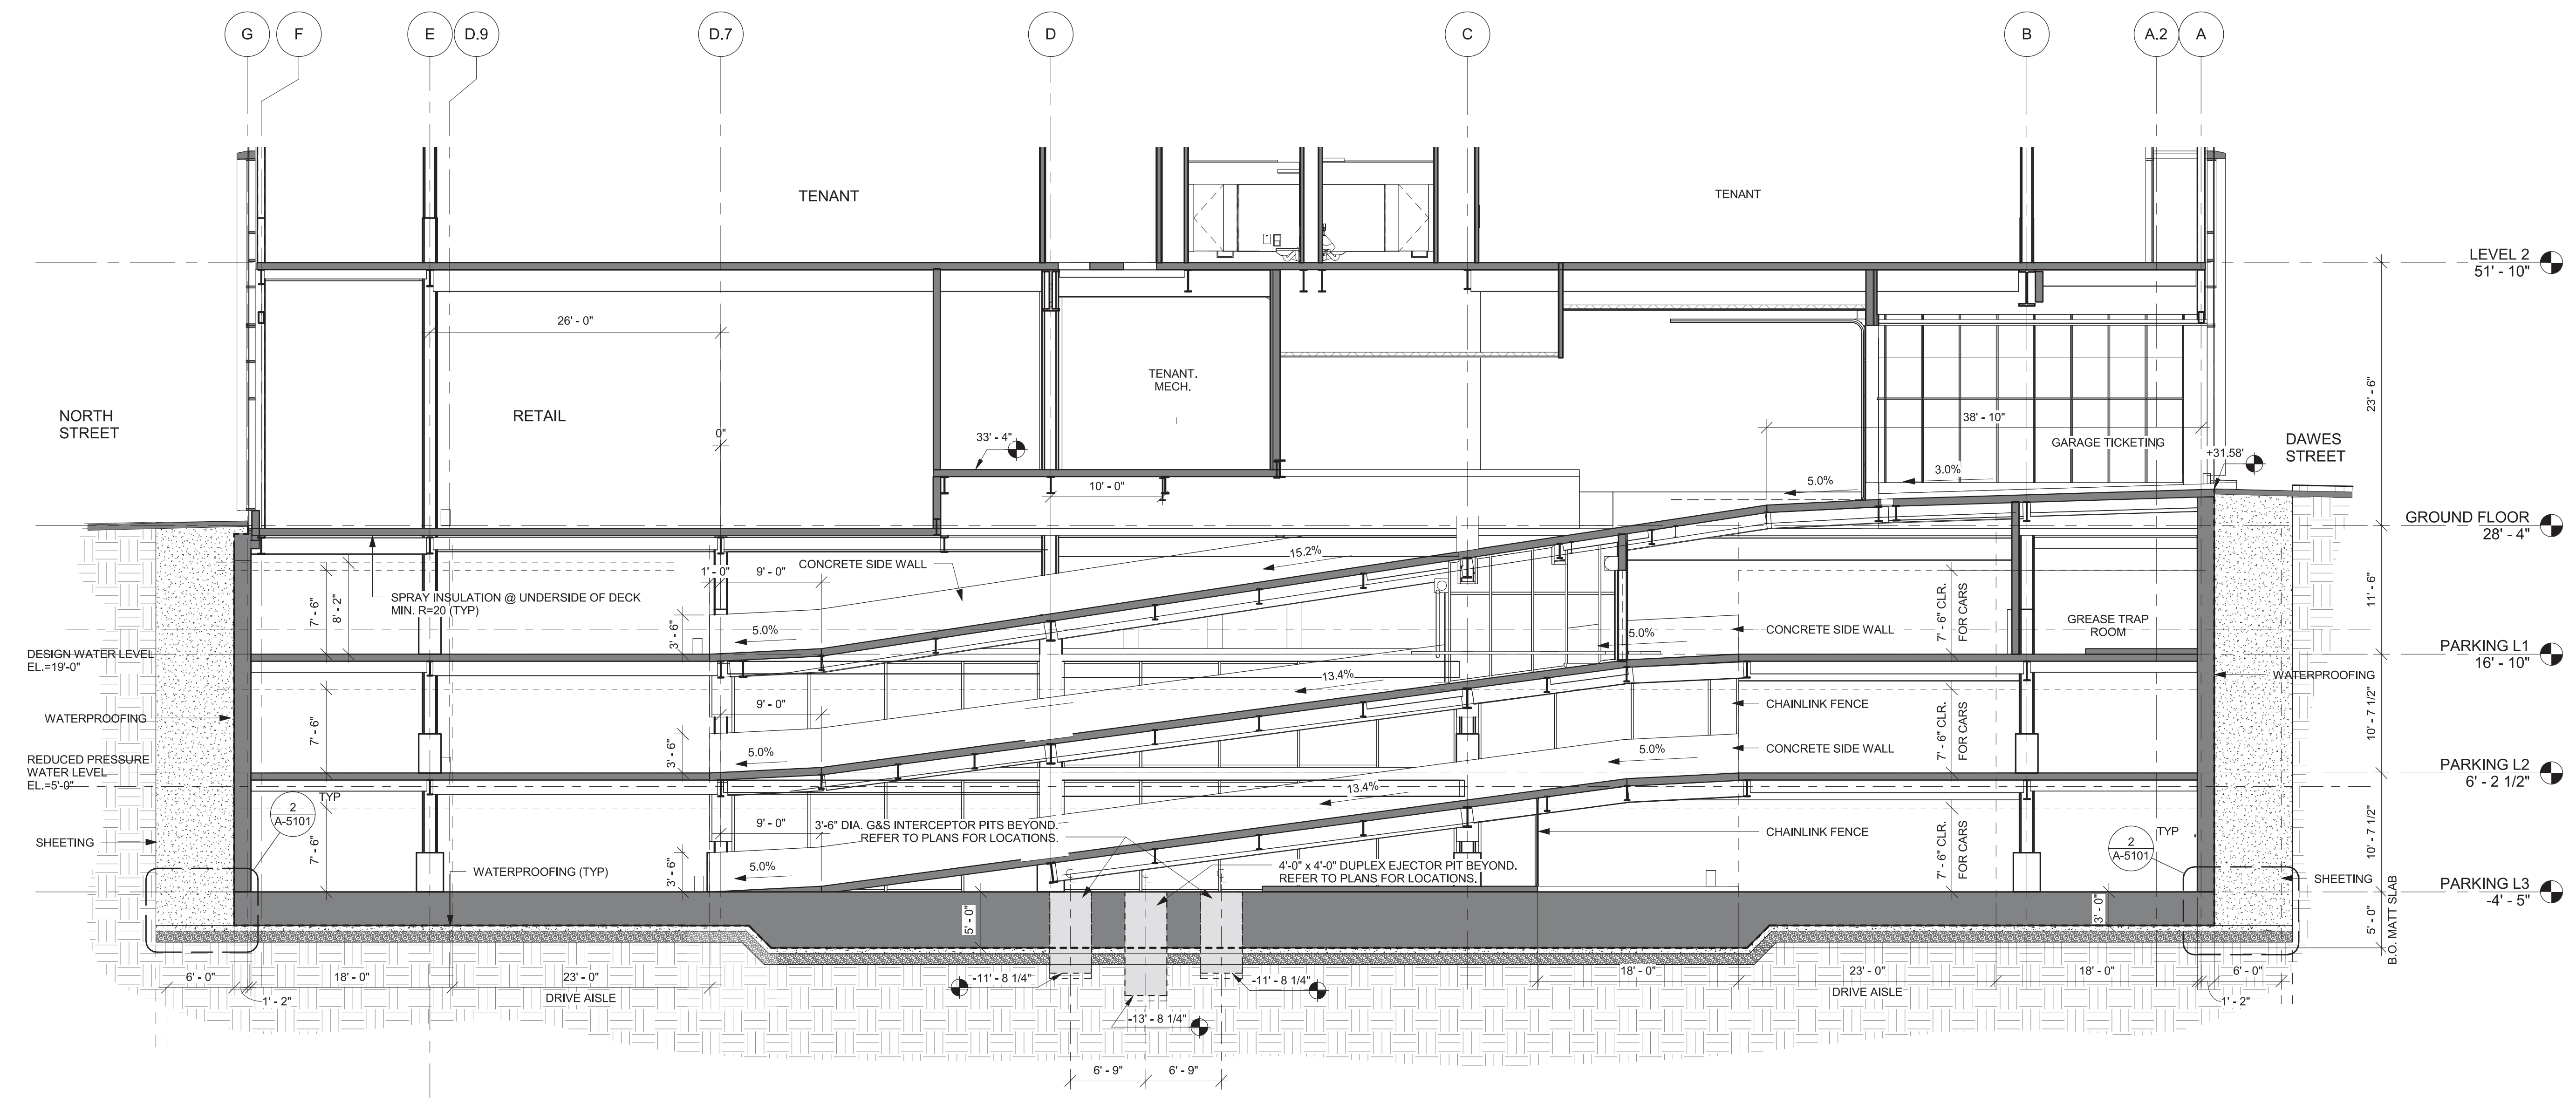 G
F
E
D.9
D.7
D
C
B
A.2
A
TENANT
TENANT
LEVEL 2
51' - 10"
26' - 0"
TENANT.
MECH.
NORTH
STREET
RETAIL
0"
33' - 4"
10' - 0"
38' - 10"
GARAGE TICKETING
3.0%
5.0%
+31.58'
DAWES
STREET
23' - 6"
GROUND FLOOR
28' - 4"
15.2%
CONCRETE SIDE WALL
1' - 0"
9' - 0"
7' - 6"
8' - 2"
SPRAY INSULATION @ UNDERSIDE OF DECK
MIN. R=20 (TYP)
3' - 6"
5.0%
5.0%
CONCRETE SIDE WALL
7' - 6" CLR.
FOR CARS
GREASE TRAP
ROOM
11' - 6"
DESIGN WATER LEVEL
EL.=19'-0"
PARKING L1
16' - 10"
13.4%
WATERPROOFING
WATERPROOFING
7' - 6"
9' - 0"
3' - 6"
5.0%
CHAINLINK FENCE
CONCRETE SIDE WALL
5.0%
7' - 6" CLR.
FOR CARS
10' - 7 1/2"
REDUCED PRESSURE
WATER LEVEL
EL.=5'-0"
PARKING L2
6' - 2 1/2"
13.4%
2
A-5101
TYP
SHEETING
7' - 6"
9' - 0"
3'-6" DIA. G&S INTERCEPTOR PITS BEYOND.
REFER TO PLANS FOR LOCATIONS.
3' - 6"
5.0%
WATERPROOFING (TYP)
4'-0" x 4'-0" DUPLEX EJECTOR PIT BEYOND.
REFER TO PLANS FOR LOCATIONS.
CHAINLINK FENCE
7' - 6" CLR.
FOR CARS
2
A-5101
TYP
10' - 7 1/2"
SHEETING
PARKING L3
-4' - 5"
5' - 0"
3' - 0"
5' - 0"
B.O. MATT SLAB
6' - 0"
1' - 2"
18' - 0"
23' - 0"
DRIVE AISLE
-11' - 8 1/4"
-13' - 8 1/4"
-11' - 8 1/4"
18' - 0"
23' - 0"
DRIVE AISLE
18' - 0"
6' - 0"
1' - 2"
6' - 9"
6' - 9"